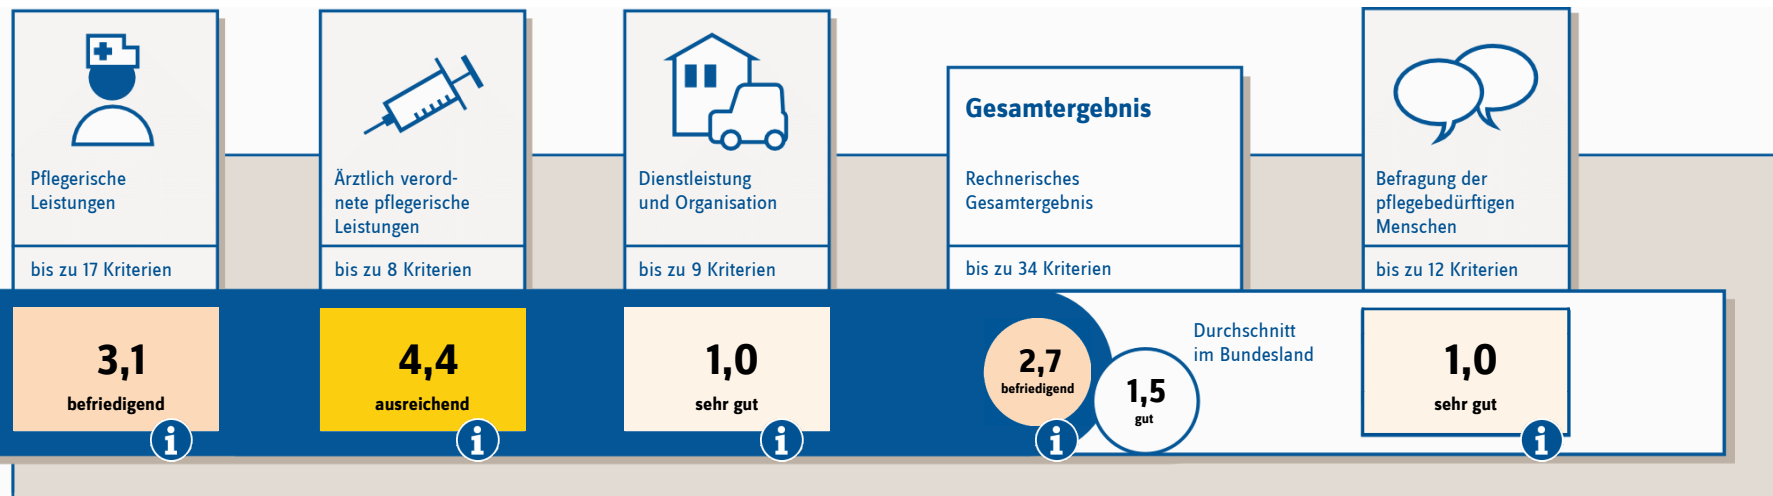 Pflegerische
Leistungen
bis zu 17 Kriterien
3,1
befriedigend
i
Ärztlich verord-
nete pflegerische
Leistungen
bis zu 8 Kriterien
4,4
ausreichend
i
Dienstleistung
und Organisation
bis zu 9 Kriterien
1,0
sehr gut
i
Gesamtergebnis
Rechnerisches
Gesamtergebnis
bis zu 34 Kriterien
2,7
befriedigend
i
1,5
gut
Durchschnitt
im Bundesland
Befragung der
pflegebedürftigen
Menschen
bis zu 12 Kriterien
1,0
sehr gut
i